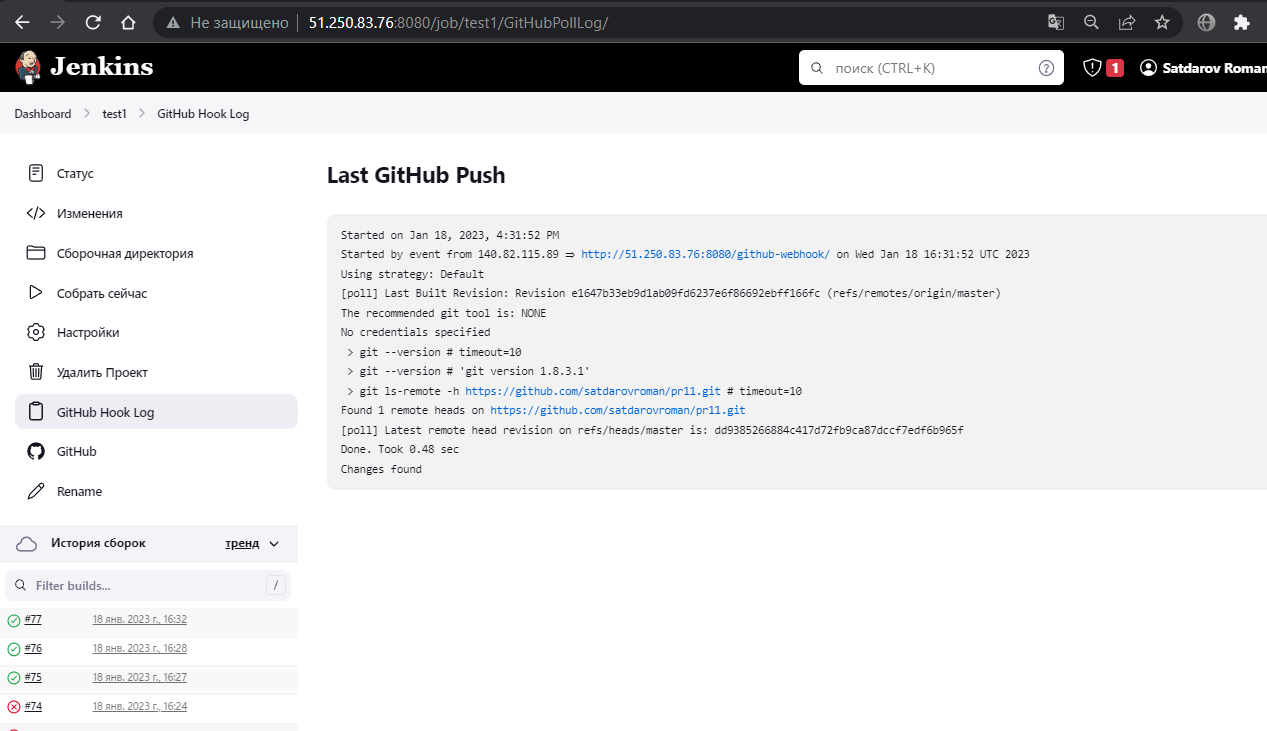 Не защищено 51.250.83.76:8080/job/test1/GitHubPollLog/
Jenkins
поиск (CTRL+K)
?
1
Satdarov Roman
Dashboard
test1
GitHub Hook Log
Статус
Изменения
Сборочная директория
Собрать сейчас
Настройки
Удалить Проект
GitHub Hook Log
GitHub
Rename
История сборок тренд
Filter builds... /
#77 18 янв. 2023 г., 16:32
#76 18 янв. 2023 г., 16:28
#75 18 янв. 2023 г., 16:27
#74 18 янв. 2023 г., 16:24
Last GitHub Push
Started on Jan 18, 2023, 4:31:52 PM
Started by event from 140.82.115.89 ⇒ http://51.250.83.76:8080/github-webhook/ on Wed Jan 18 16:31:52 UTC 2023
Using strategy: Default
[poll] Last Built Revision: Revision e1647b33eb9d1ab09fd6237e6f86692ebff166fc (refs/remotes/origin/master)
The recommended git tool is: NONE
No credentials specified
> git --version # timeout=10
> git --version # 'git version 1.8.3.1'
> git ls-remote -h https://github.com/satdarovroman/pr11.git # timeout=10
Found 1 remote heads on https://github.com/satdarovroman/pr11.git
[poll] Latest remote head revision on refs/heads/master is: dd9385266884c417d72fb9ca87dccf7edf6b965f
Done. Took 0.48 sec
Changes found